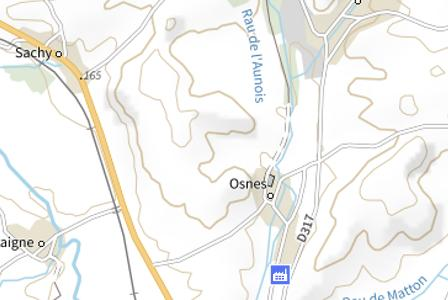 Rau de l'Aunois
Sachy
.165
Osnes
D317
aigne
Rau de Matton